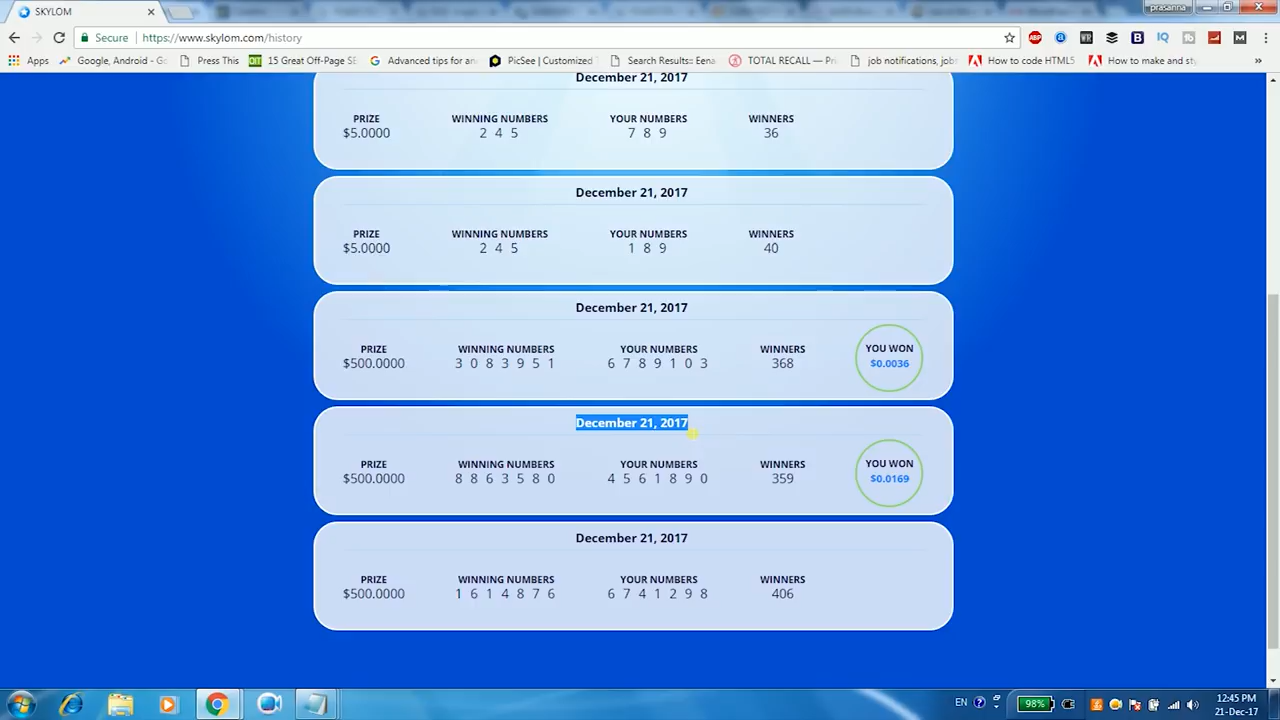 SKYLOM
prasanna
Secure https://www.skylom.com/history
Apps Google, Android - G Press This 15 Great Off-Page S Advanced tips for an PicSee | Customized Search Results= Eena TOTAL RECALL — Pri job notifications, job How to code HTML5 How to make and sty »
December 21, 2017
PRIZE WINNING NUMBERS YOUR NUMBERS WINNERS
$5.0000 2 4 5 7 8 9 36
December 21, 2017
PRIZE WINNING NUMBERS YOUR NUMBERS WINNERS
$5.0000 2 4 5 1 8 9 40
December 21, 2017
PRIZE WINNING NUMBERS YOUR NUMBERS WINNERS YOU WON
$500.0000 3 0 8 3 9 5 1 6 7 8 9 1 0 3 368 $0.0036
December 21, 2017
PRIZE WINNING NUMBERS YOUR NUMBERS WINNERS YOU WON
$500.0000 8 8 6 3 5 8 0 4 5 6 1 8 9 0 359 $0.0169
December 21, 2017
PRIZE WINNING NUMBERS YOUR NUMBERS WINNERS
$500.0000 1 6 1 4 8 7 6 6 7 4 1 2 9 8 406
EN 98% 12:45 PM
21-Dec-17